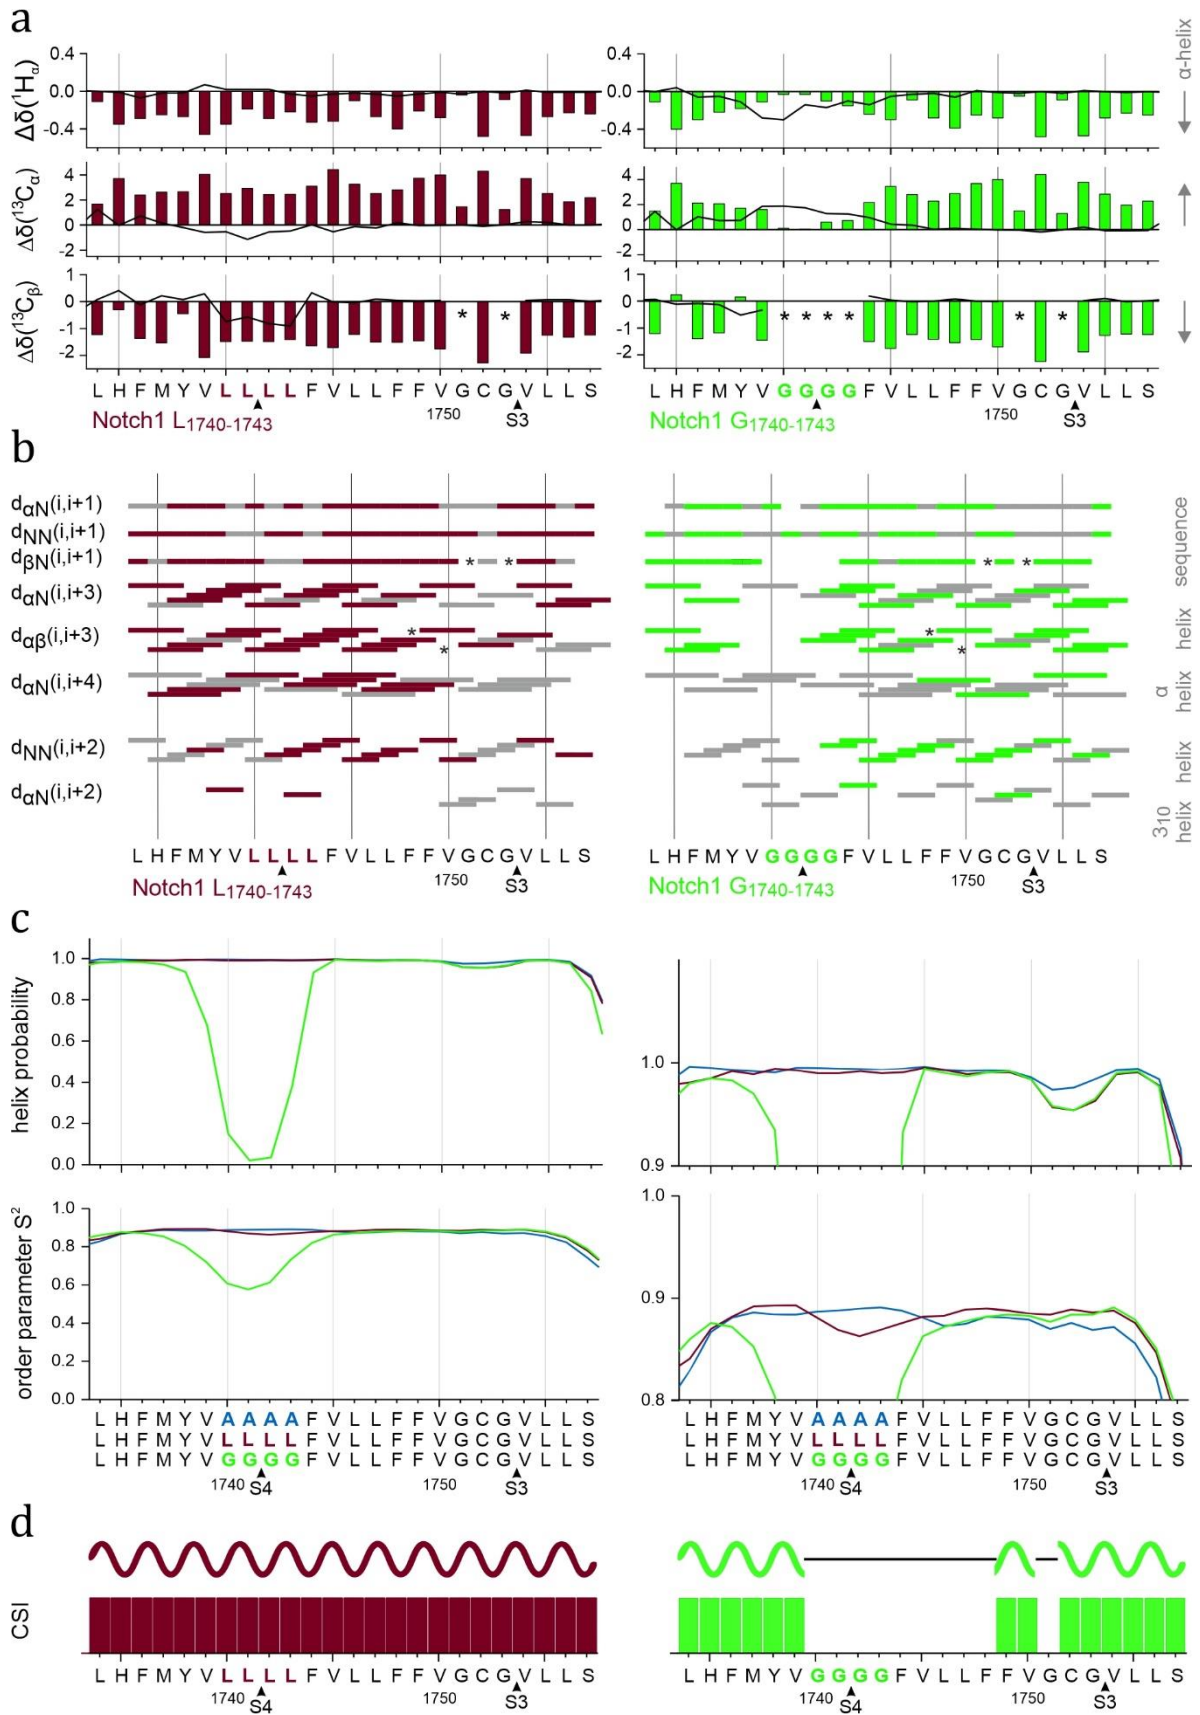 a
Δδ(¹Hα)
0.4
0.0
-0.4
0.4
0.0
-0.4
α-helix
Δδ(¹³Cα)
4
2
0
-2
4
2
0
-2
Δδ(¹³Cβ)
1
0
-1
-2
* *
1
0
-1
-2
* * * * * *
L H F M Y V L L L L F V L L F F V G C G V L L S
L H F M Y V G G G G F V L L F F V G C G V L L S
Notch1 L1740-1743
1750
S3
Notch1 G1740-1743
1750
S3
b
dαN(i,i+1)
dNN(i,i+1)
dβN(i,i+1)
* *
* *
sequence
dαN(i,i+3)
dαβ(i,i+3)
* *
* *
helix
dαN(i,i+4)
α helix
dNN(i,i+2)
helix
dαN(i,i+2)
310 helix
L H F M Y V L L L L F V L L F F V G C G V L L S
L H F M Y V G G G G F V L L F F V G C G V L L S
Notch1 L1740-1743
1750
S3
Notch1 G1740-1743
1750
S3
c
helix probability
1.0
0.8
0.6
0.4
0.2
0.0
1.0
0.9
order parameter S²
1.0
0.8
0.6
0.4
0.2
0.0
1.0
0.9
0.8
L H F M Y V A A A A F V L L F F V G C G V L L S
L H F M Y V L L L L F V L L F F V G C G V L L S
L H F M Y V G G G G F V L L F F V G C G V L L S
1740 S4 1750 S3
L H F M Y V A A A A F V L L F F V G C G V L L S
L H F M Y V L L L L F V L L F F V G C G V L L S
L H F M Y V G G G G F V L L F F V G C G V L L S
1740 S4 1750 S3
d
CSI
L H F M Y V L L L L F V L L F F V G C G V L L S
1740 S4 1750 S3
L H F M Y V G G G G F V L L F F V G C G V L L S
1740 S4 1750 S3